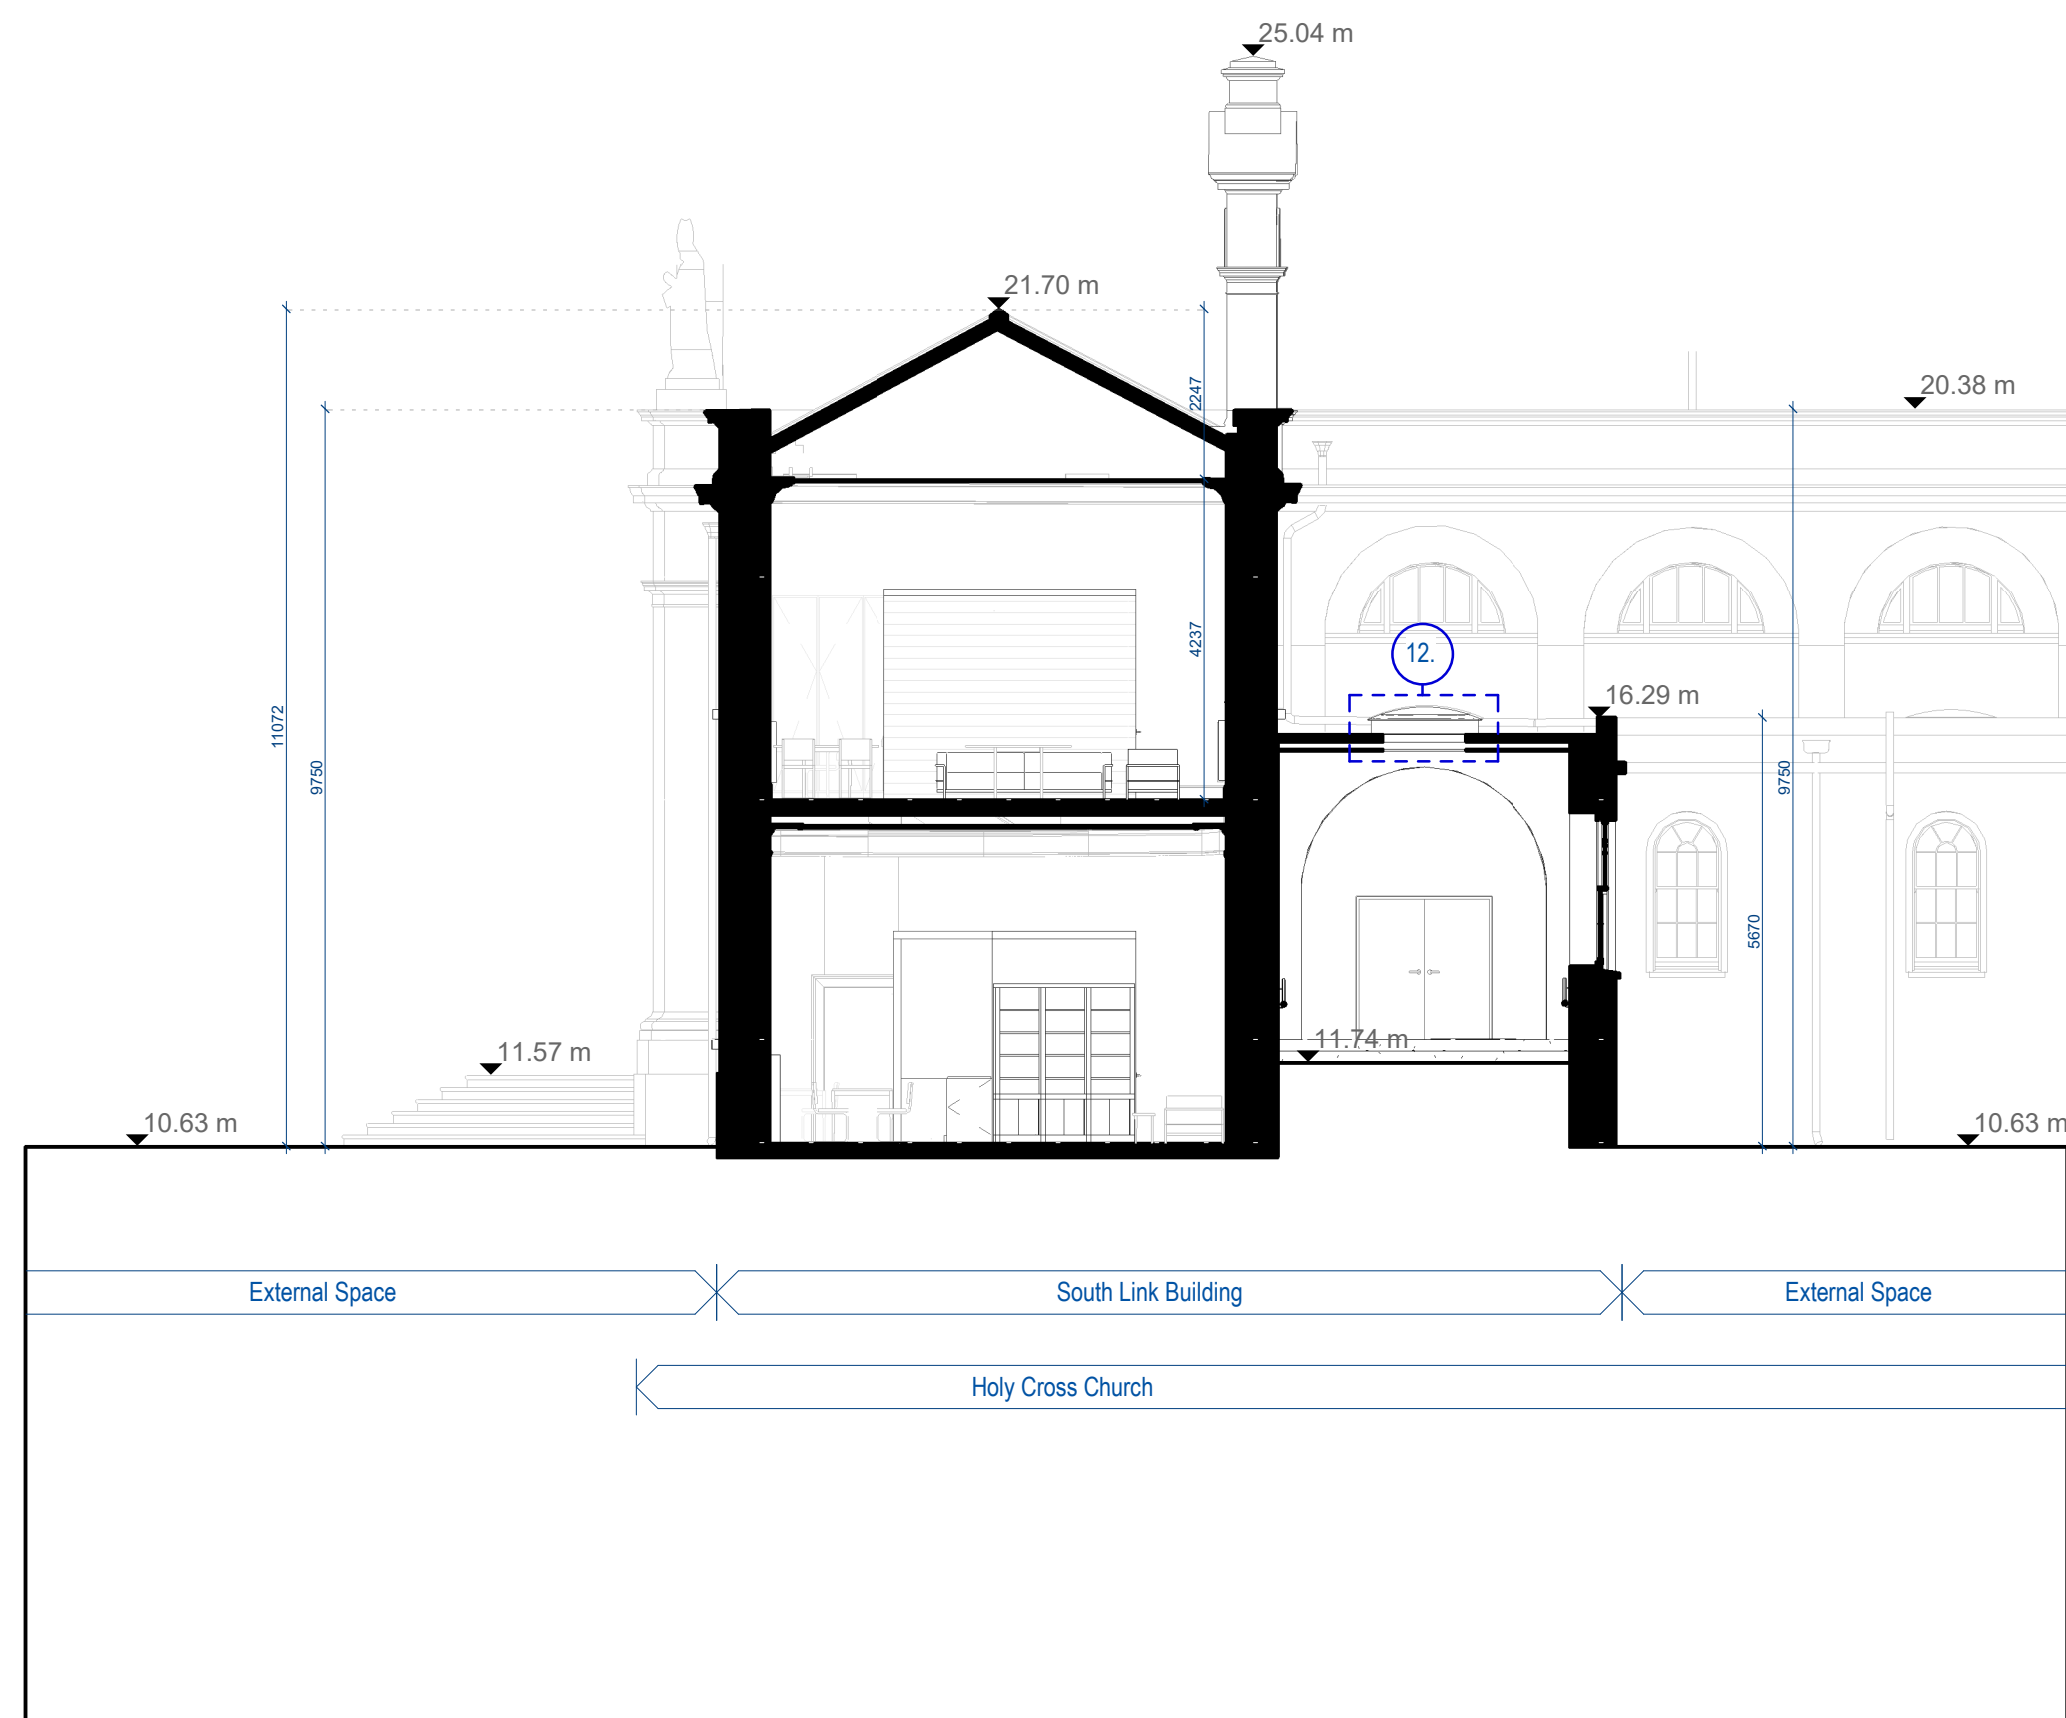 25.04 m
21.70 m
20.38 m
2247
4237
12.
16.29 m
11072
9750
9750
5670
11.74 m
11.57 m
10.63 m
10.63 m
External Space
South Link Building
External Space
Holy Cross Church